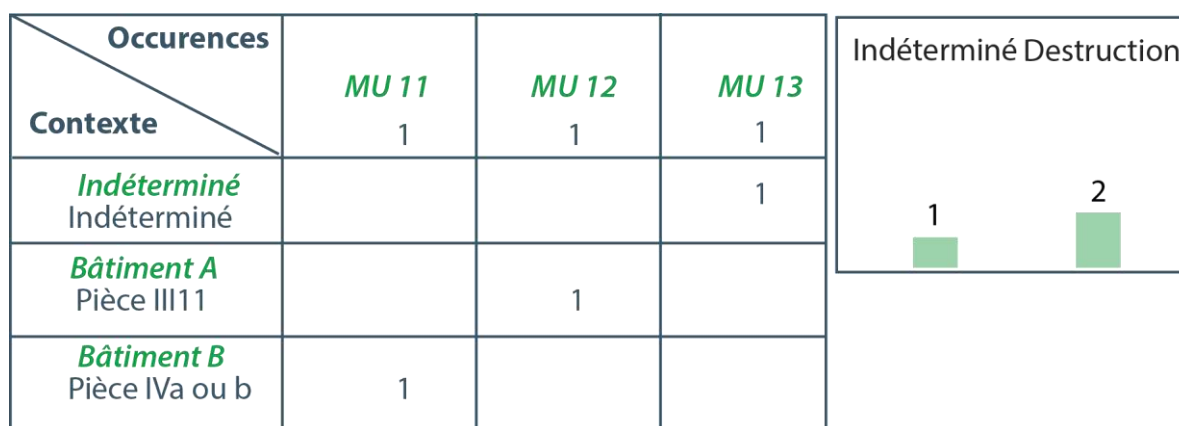 Occurences
Contexte
MU 11 MU 12 MU 13
1 1 1
Indéterminé
Indéterminé
1
Bâtiment A
Pièce III11
1
Bâtiment B
Pièce IVa ou b
1
Indéterminé Destruction
1 2